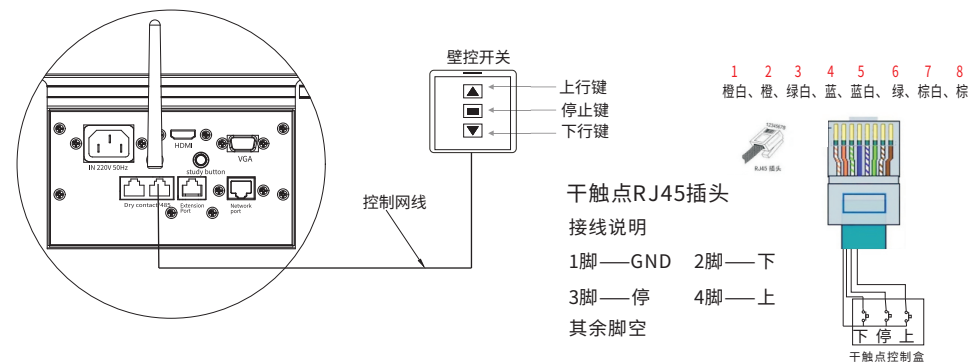 壁控开关
上行键
停止键
下行键
控制网线
IN 220V 50Hz
HDMI
VGA
study button
Dry contact/485
Extension
Port
Network
port
1 2 3 4 5 6 7 8
橙白、橙、绿白、蓝、蓝白、绿、棕白、棕
12345678
RJ45 插头
干触点RJ45插头
接线说明
1脚——GND 2脚——下
3脚——停 4脚——上
其余脚空
下 停 上
干触点控制盒